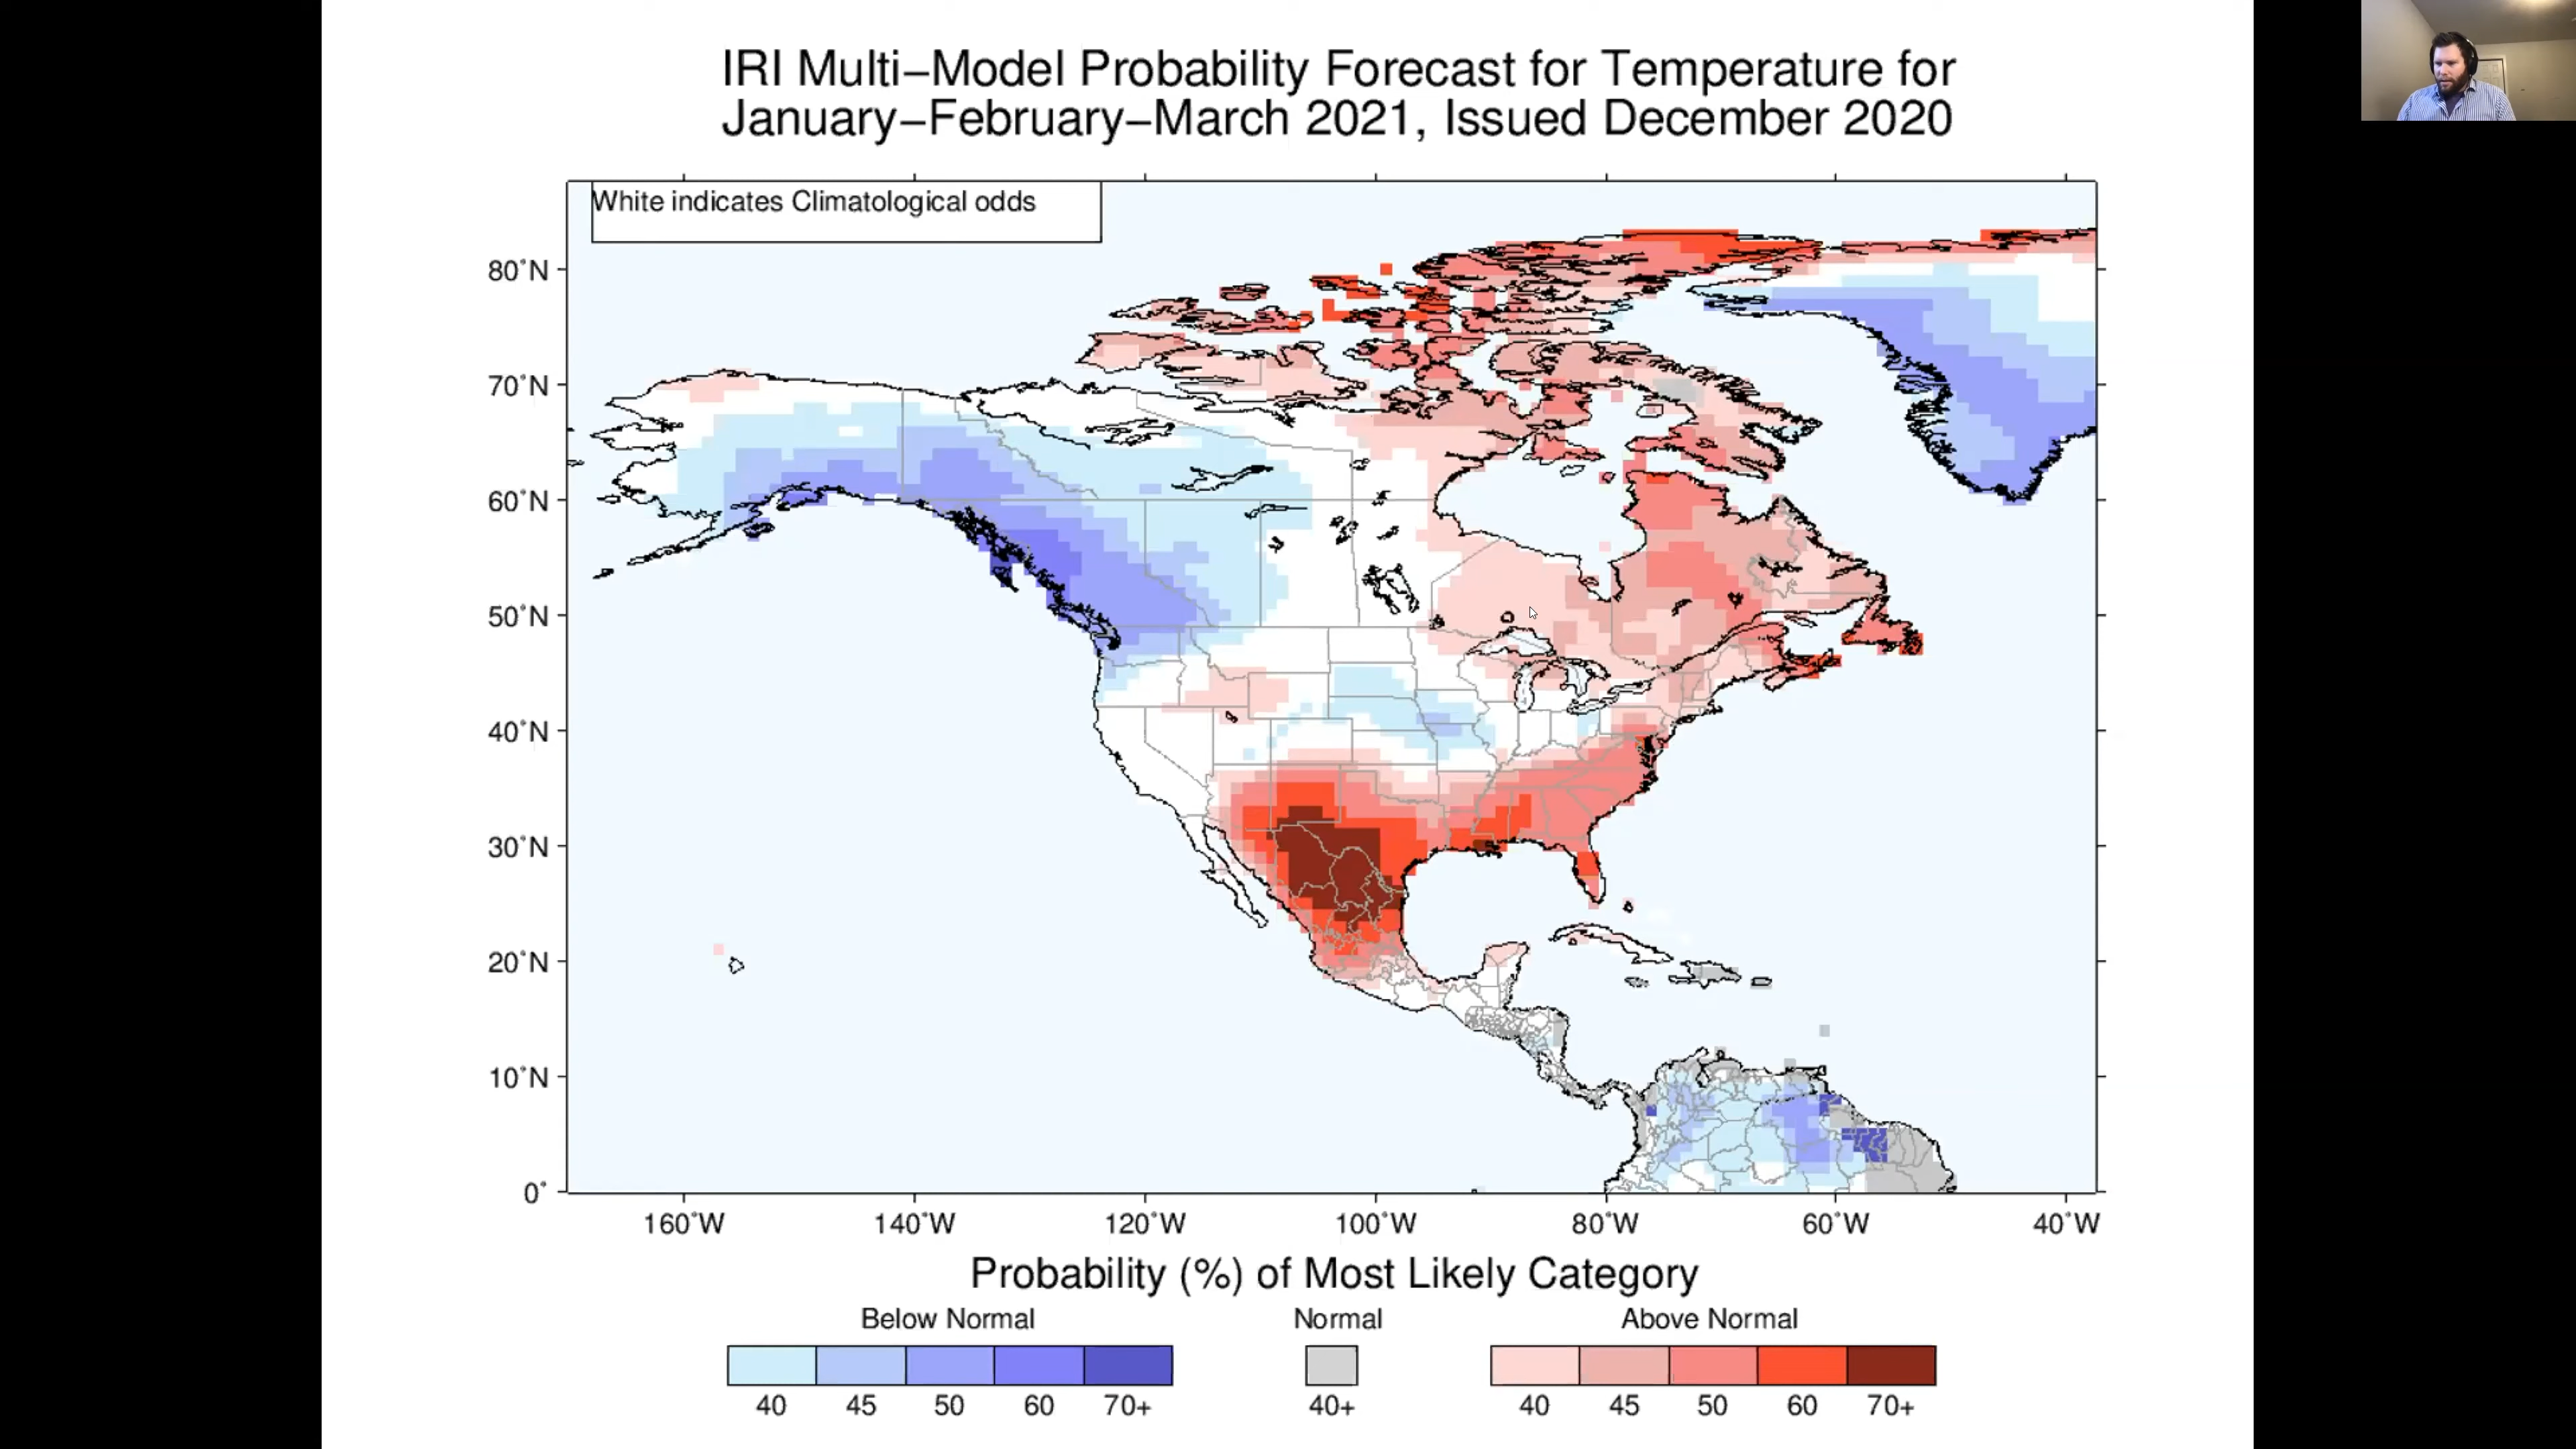 IRI Multi–Model Probability Forecast for Temperature for
January–February–March 2021, Issued December 2020
White indicates Climatological odds
80˚N
70˚N
60˚N
50˚N
40˚N
30˚N
20˚N
10˚N
0˚
160˚W 140˚W 120˚W 100˚W 80˚W 60˚W 40˚W
Probability (%) of Most Likely Category
Below Normal Normal Above Normal
40 45 50 60 70+ 40+ 40 45 50 60 70+